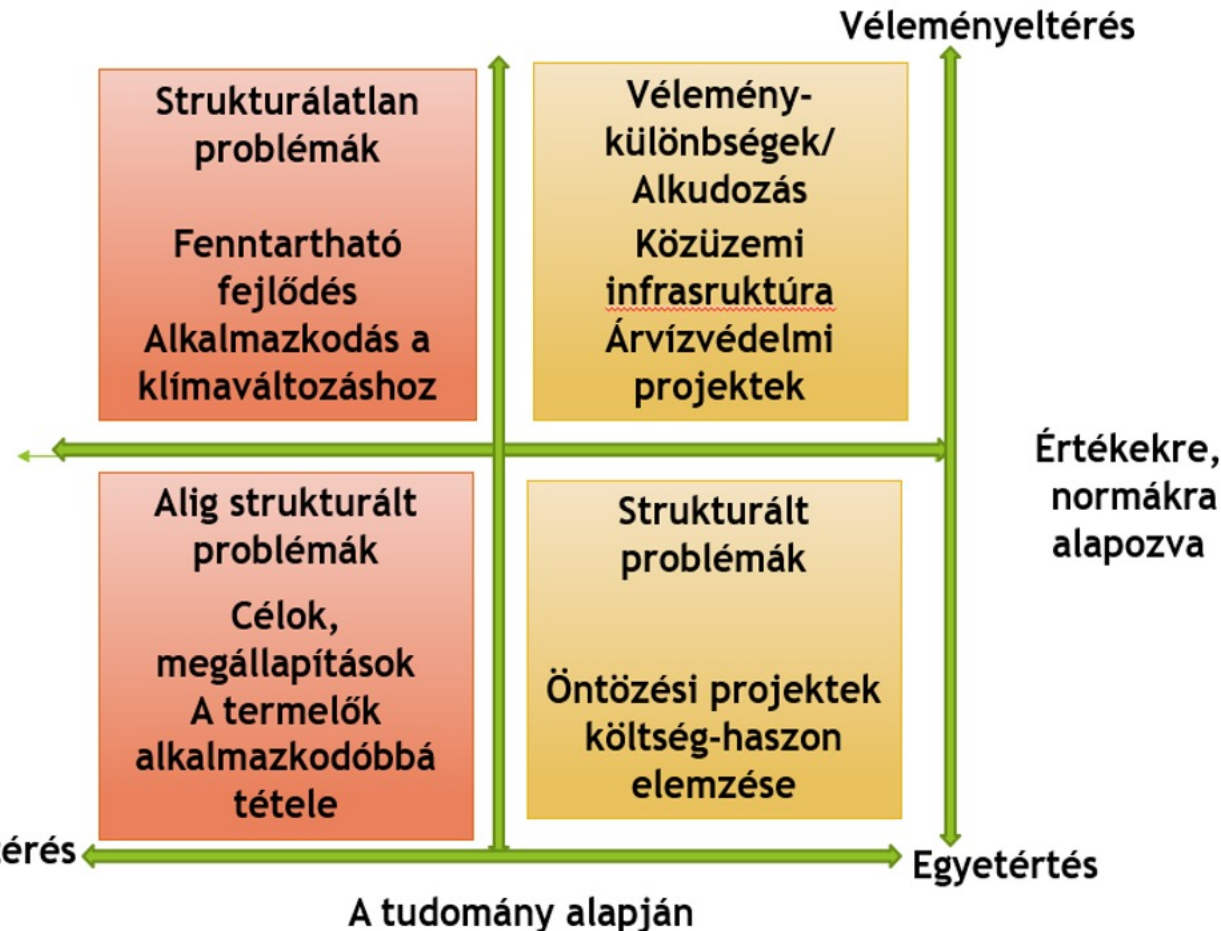 Véleményeltérés
Strukturálatlan
problémák
Fenntartható
fejlődés
Alkalmazkodás a
klímaváltozáshoz
Vélemény-
különbségek/
Alkudozás
Közüzemi
infrasruktúra
Árvízvédelmi
projektek
Értékekre,
normákra
alapozva
Alig strukturált
problémák
Célok,
megállapítások
A termelők
alkalmazkodóbbá
tétele
Strukturált
problémák
Öntözési projektek
költség-haszon
elemzése
térés
Egyetértés
A tudomány alapján